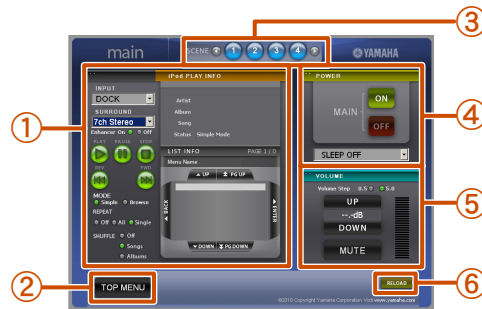 ③
main
SCENE 1 2 3 4
YAMAHA
①
INPUT
DOCK
SURROUND
7ch Stereo
Enhancer On Off
PLAY PAUSE STOP
REV FWD
MODE
Simple Browse
REPEAT
Off All Single
SHUFFLE Off
Songs
Albums
iPod PLAY INFO
Artist
Album
Song
Status Simple Mode
LIST INFO PAGE 1 / 0
Menu Name
UP PG UP
BACK
ENTER
DOWN PG DOWN
POWER
MAIN
ON
OFF
④
SLEEP OFF
VOLUME
Volume Step 0.5 5.0
UP
--.-dB
DOWN
MUTE
⑤
②
TOP MENU
RELOAD
⑥
©2010 Copyright Yamaha Corporation Visit www.yamaha.com